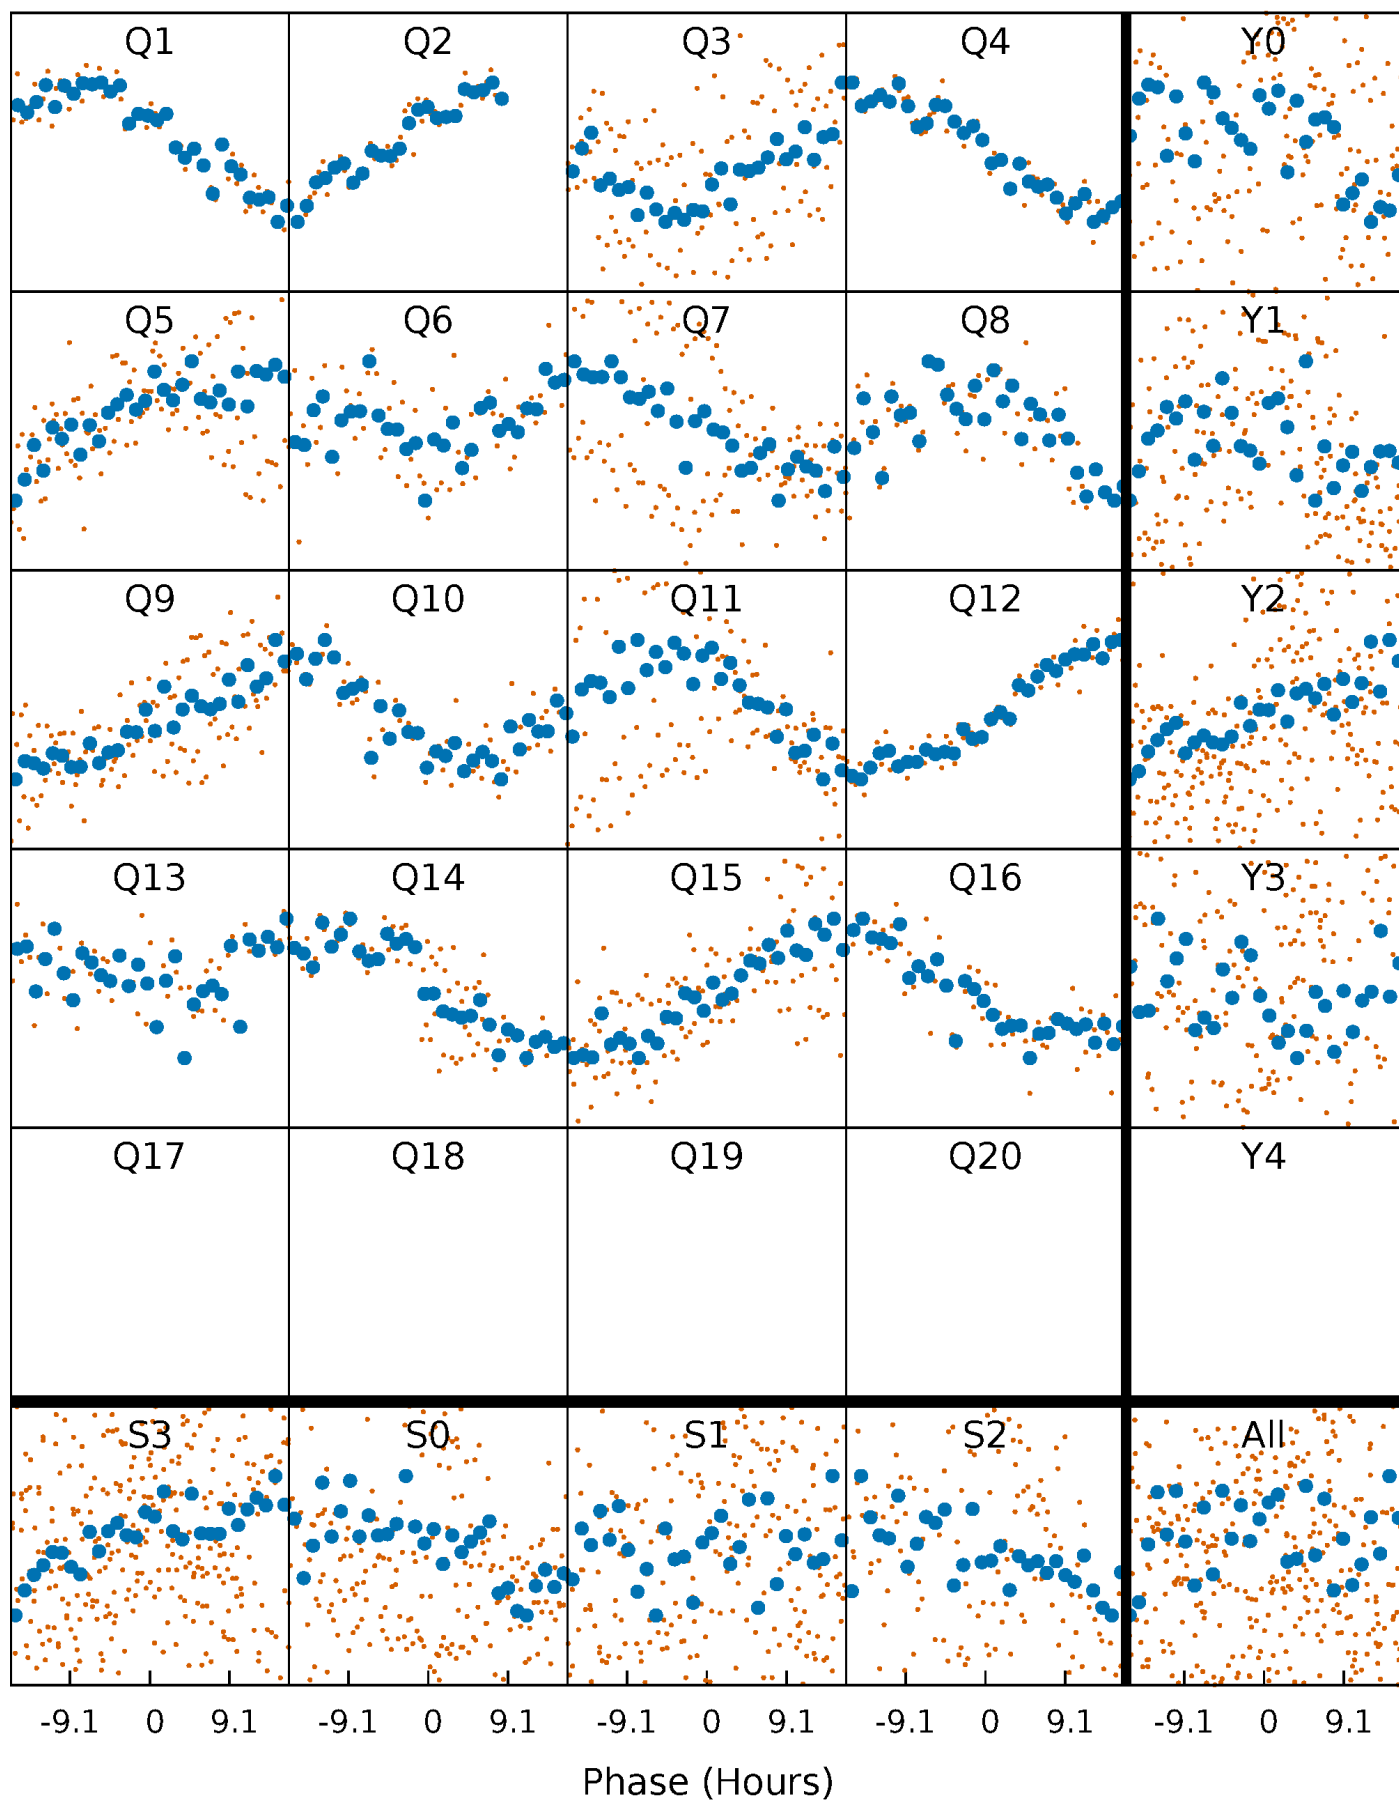 Q1 Q2 Q3 Q4 Y0
Q5 Q6 Q7 Q8 Y1
Q9 Q10 Q11 Q12 Y2
Q13 Q14 Q15 Q16 Y3
Q17 Q18 Q19 Q20 Y4
S3 S0 S1 S2 All
-9.1 0 9.1 -9.1 0 9.1 -9.1 0 9.1 -9.1 0 9.1 -9.1 0 9.1
Phase (Hours)